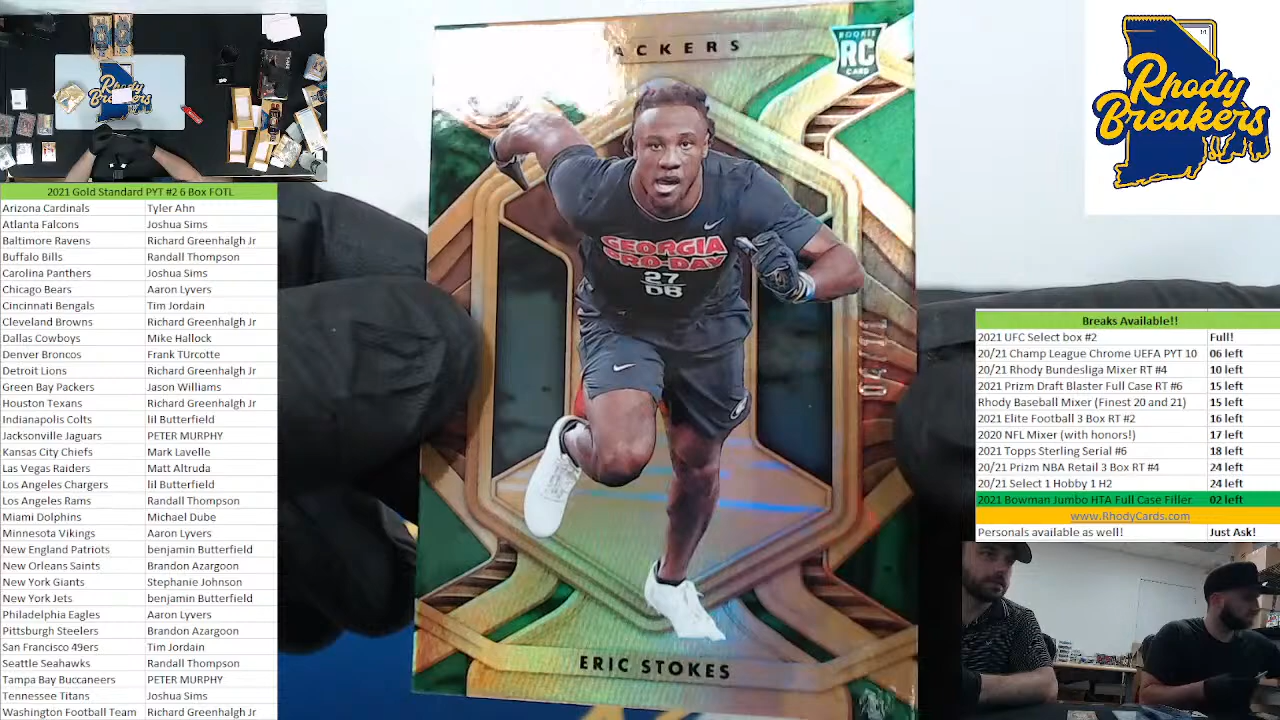 2021 Gold Standard PYT #2 6 Box FOTL
Arizona Cardinals Tyler Ahn
Atlanta Falcons Joshua Sims
Baltimore Ravens Richard Greenhalgh Jr
Buffalo Bills Randall Thompson
Carolina Panthers Joshua Sims
Chicago Bears Aaron Lyvers
Cincinnati Bengals Tim Jordain
Cleveland Browns Richard Greenhalgh Jr
Dallas Cowboys Mike Hallock
Denver Broncos Frank TUrcotte
Detroit Lions Richard Greenhalgh Jr
Green Bay Packers Jason Williams
Houston Texans Richard Greenhalgh Jr
Indianapolis Colts lil Butterfield
Jacksonville Jaguars PETER MURPHY
Kansas City Chiefs Mark Lavelle
Las Vegas Raiders Matt Altruda
Los Angeles Chargers lil Butterfield
Los Angeles Rams Randall Thompson
Miami Dolphins Michael Dube
Minnesota Vikings Aaron Lyvers
New England Patriots benjamin Butterfield
New Orleans Saints Brandon Azargoon
New York Giants Stephanie Johnson
New York Jets benjamin Butterfield
Philadelphia Eagles Aaron Lyvers
Pittsburgh Steelers Brandon Azargoon
San Francisco 49ers Tim Jordain
Seattle Seahawks Randall Thompson
Tampa Bay Buccaneers PETER MURPHY
Tennessee Titans Joshua Sims
Washington Football Team Richard Greenhalgh Jr
ACKERS
ROOKIE
RC
CARD
GEORGIA
PRO-DAY
27
DB
ERIC STOKES
Rhody
Breakers
1/1
Rhody
Breakers
Breaks Available!!
2021 UFC Select box #2 Full!
20/21 Champ League Chrome UEFA PYT 10 06 left
20/21 Rhody Bundesliga Mixer RT #4 10 left
2021 Prizm Draft Blaster Full Case RT #6 15 left
Rhody Baseball Mixer (Finest 20 and 21) 15 left
2021 Elite Football 3 Box RT #2 16 left
2020 NFL Mixer (with honors!) 17 left
2021 Topps Sterling Serial #6 18 left
20/21 Prizm NBA Retail 3 Box RT #4 24 left
20/21 Select 1 Hobby 1 H2 24 left
2021 Bowman Jumbo HTA Full Case Filler 02 left
www.RhodyCards.com
Personals available as well! Just Ask!